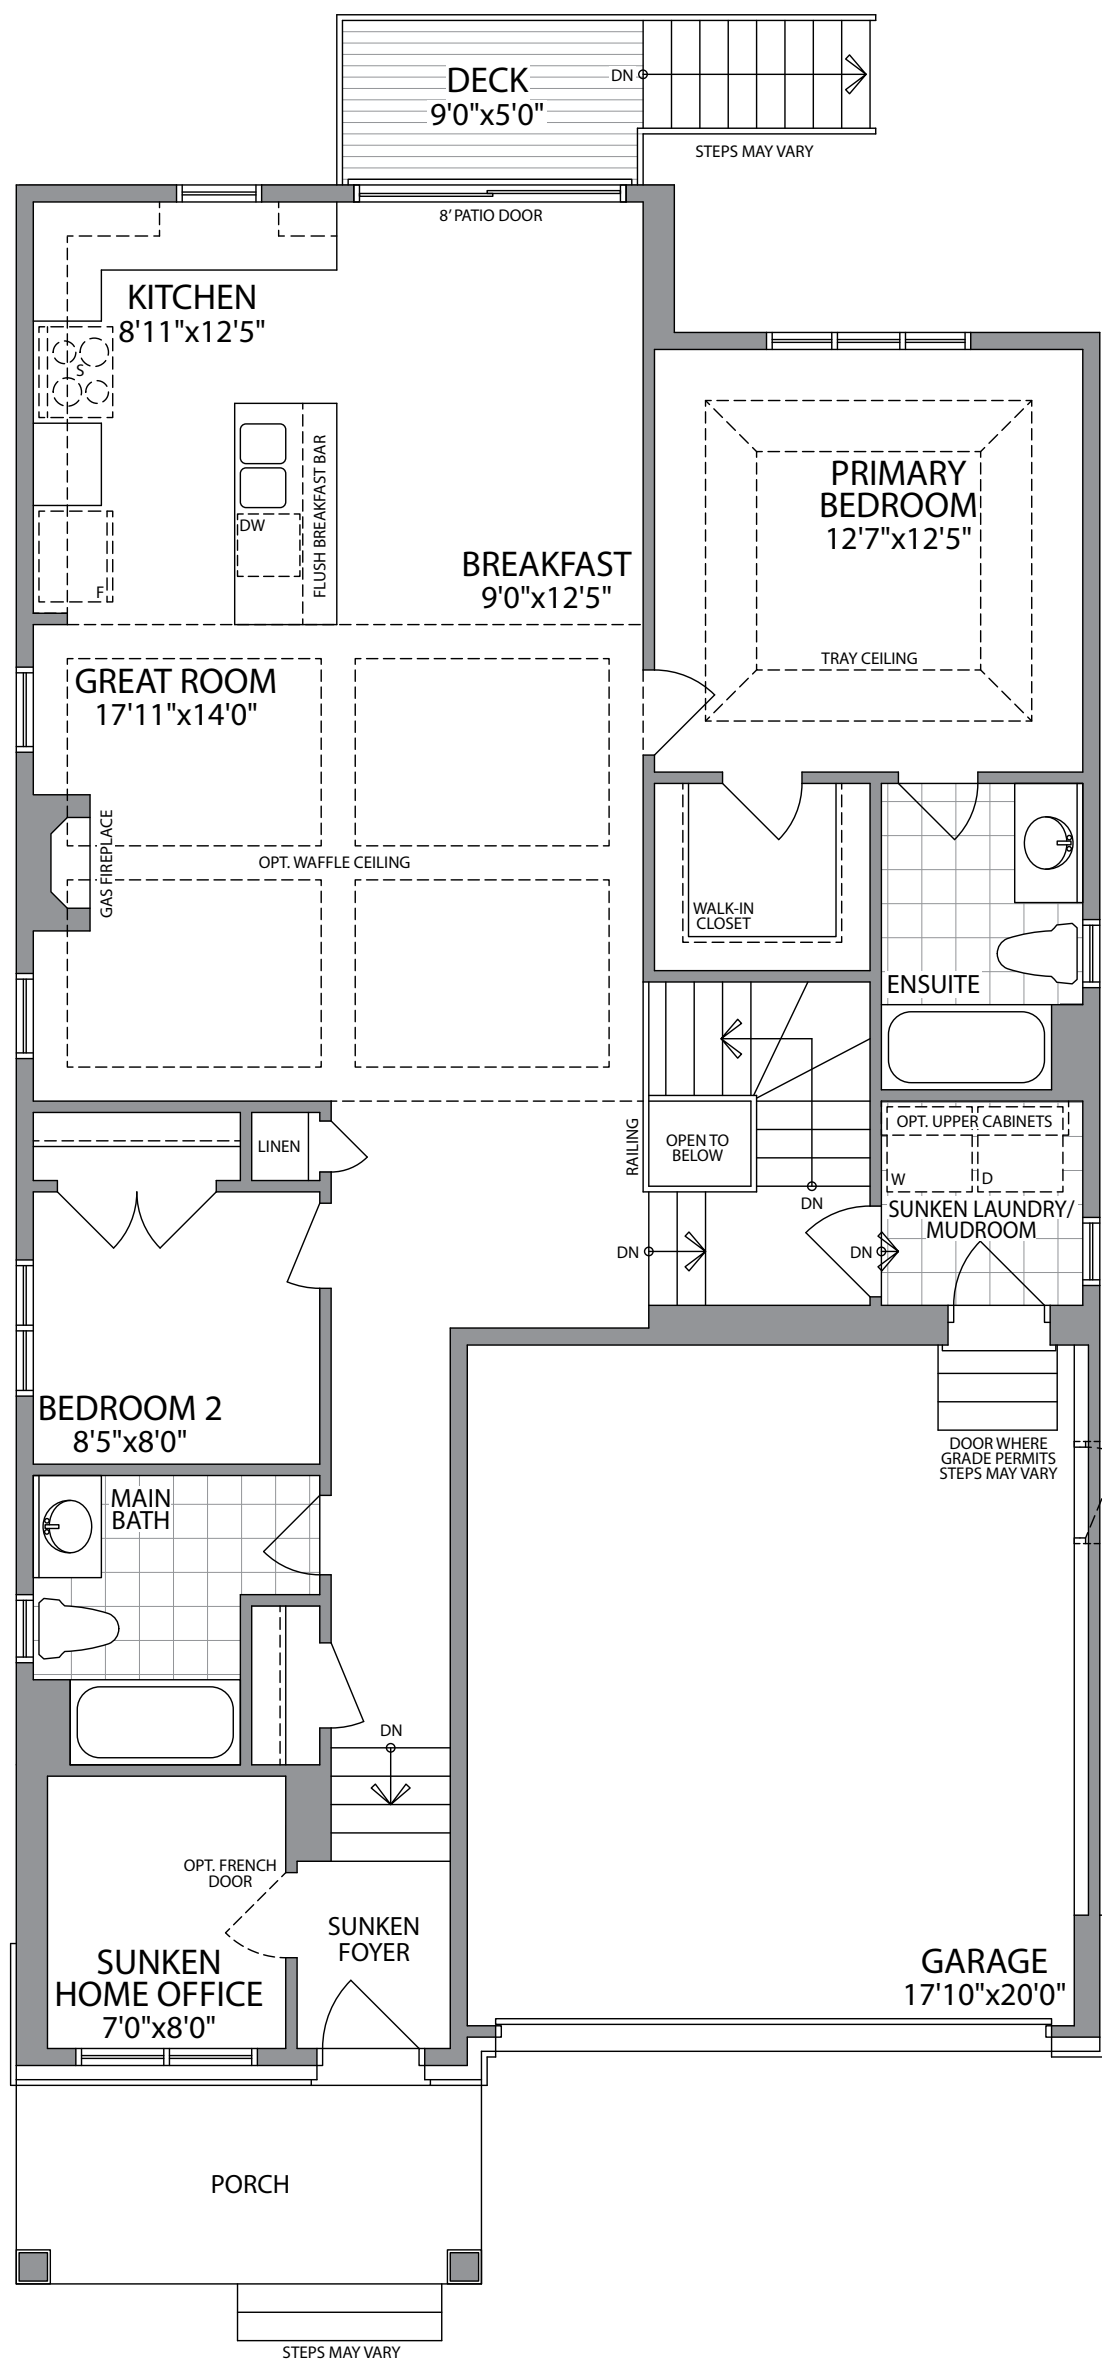 DECK
9'0"x5'0"
DN
STEPS MAY VARY
8' PATIO DOOR
KITCHEN
8'11"x12'5"
S
FLUSH BREAKFAST BAR
DW
F
BREAKFAST
9'0"x12'5"
PRIMARY
BEDROOM
12'7"x12'5"
TRAY CEILING
GREAT ROOM
17'11"x14'0"
GAS FIREPLACE
OPT. WAFFLE CEILING
WALK-IN
CLOSET
ENSUITE
LINEN
RAILING
OPEN TO
BELOW
DN
OPT. UPPER CABINETS
W
D
SUNKEN LAUNDRY/
MUDROOM
DN
DN
BEDROOM 2
8'5"x8'0"
DOOR WHERE
GRADE PERMITS
STEPS MAY VARY
MAIN
BATH
DN
OPT. FRENCH
DOOR
SUNKEN
FOYER
SUNKEN
HOME OFFICE
7'0"x8'0"
GARAGE
17'10"x20'0"
PORCH
STEPS MAY VARY